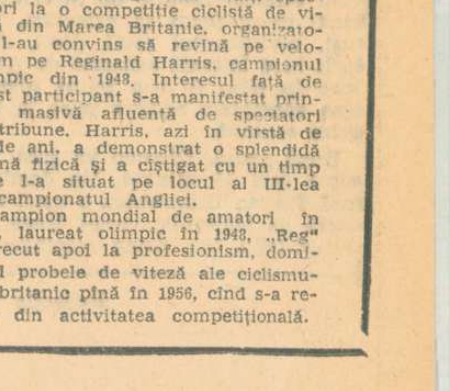 ori la o competiție ciclistă de vi-
din Marea Britanie, organizato-
l-au convins să revină pe velo-
m pe Reginald Harris, campionul
mpic din 1948. Interesul față de
st participant s-a manifestat prin-
masivă afluență de spectatori
tribune. Harris, azi în vîrstă de
de ani, a demonstrat o splendidă
mă fizică și a cîștigat cu un timp
e l-a situat pe locul al III-lea
campionatul Angliei.
ampion mondial de amatori în
, laureat olimpic în 1948, „Reg"
recut apoi la profesionism, domi-
d probele de viteză ale ciclismu-
britanic pînă în 1956, cînd s-a re-
din activitatea competițională.